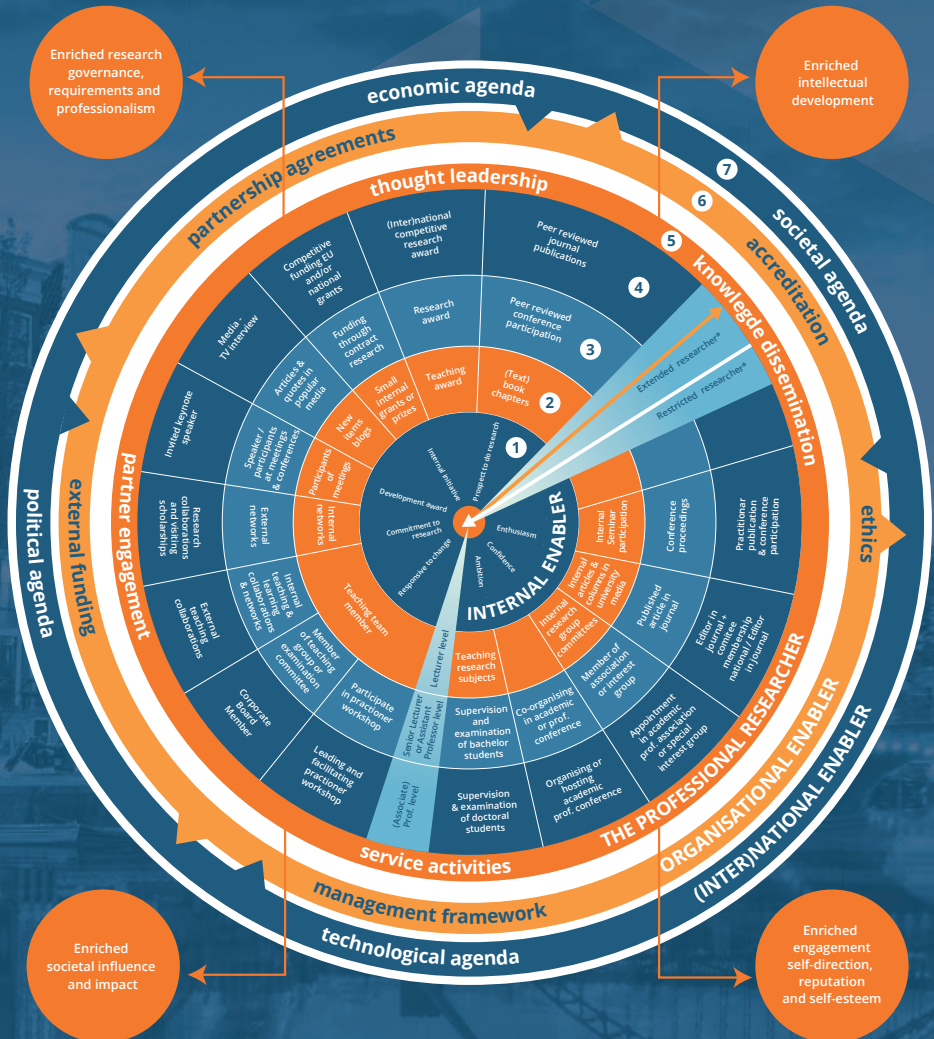 Enriched research
governance,
requirements and
professionalism
Enriched
intellectual
development
economic agenda
societal agenda
political agenda
technological agenda
(INTER)NATIONAL ENABLER
7
partnership agreements
accreditation
ethics
external funding
management framework
ORGANISATIONAL ENABLER
6
thought leadership
knowlegde dissemination
partner engagement
service activities
THE PROFESSIONAL RESEARCHER
5
Competitive
funding EU
and/or
national
grants
(Inter)national
competitive
research
award
Peer reviewed
journal
publications
4
Media -
TV interview
Invited keynote
speaker
Research
collaborations
and visiting
scholarships
External
teaching
collaborations
Corporate
Board
Member
Leading and
facilitating
practioner
workshop
(Associate)
Prof. level
Supervision
& examination
of doctoral
students
Organising or
hosting
academic
prof. conference
Appointment
in academic
prof. association
or special
interest group
Editor in
journal +
comitee
membership
national / Editor
in journal
Practitional
publication
& conference
participation
Funding
through
contract
research
Research
award
Peer reviewed
conference
participation
3
Articles &
quotes in
popular
media
Speaker /
participants
at meetings
& conferences
External
networks
Internal
teaching &
learning
collaborations
& networks
Member
of teaching
group or
examination
committee
Participate
in practioner
workshop
Senior Lecturer
or Assistant
Professor level
Supervision
and
examination
of bachelor
students
Co-organising
in academic
or prof.
conference
Member of
association
or interest
group
Published
article in
journal
Conference
proceedings
Small
internal
grants or
prizes
Teaching
award
(Text)
book
chapters
2
New
items
blogs
Participants
of
meetings
Internal
networks
Teaching team
member
Lecturer level
Teaching
research
subjects
Internal
research
group
committees
Internal
articles &
columns in
university
media
Internal
Seminar
participation
Extended researcher*
Restricted researcher*
1
Prospect to do research
Internal initiative
Development award
Commitment to
research
Responsive to change
Ambition
Confidence
Enthusiasm
INTERNAL ENABLER
Enriched
societal influence
and impact
Enriched
engagement
self-direction,
reputation
and self-esteem